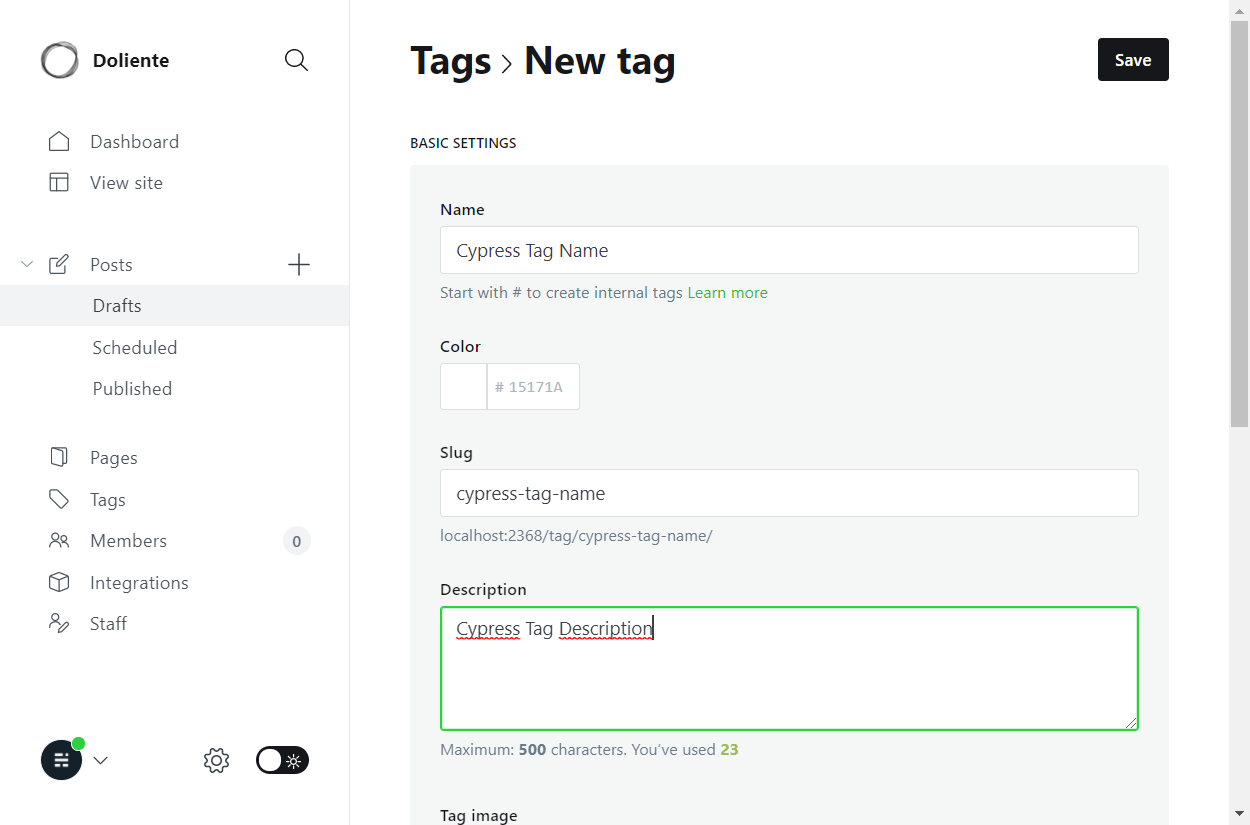 Doliente
Dashboard
View site
Posts
Drafts
Scheduled
Published
Pages
Tags
Members 0
Integrations
Staff
Tags > New tag
Save
BASIC SETTINGS
Name
Cypress Tag Name
Start with # to create internal tags Learn more
Color
# 15171A
Slug
cypress-tag-name
localhost:2368/tag/cypress-tag-name/
Description
Cypress Tag Description
Maximum: 500 characters. You’ve used 23
Tag image